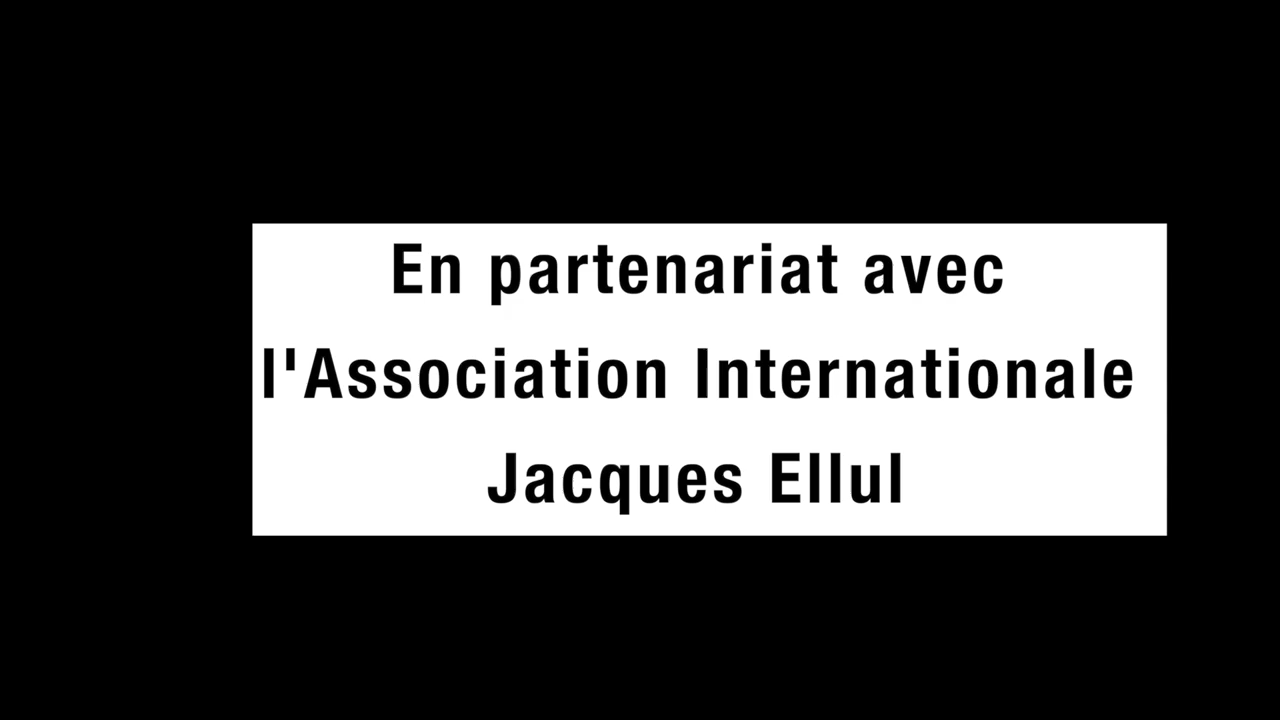 En partenariat avec
l'Association Internationale
Jacques Ellul